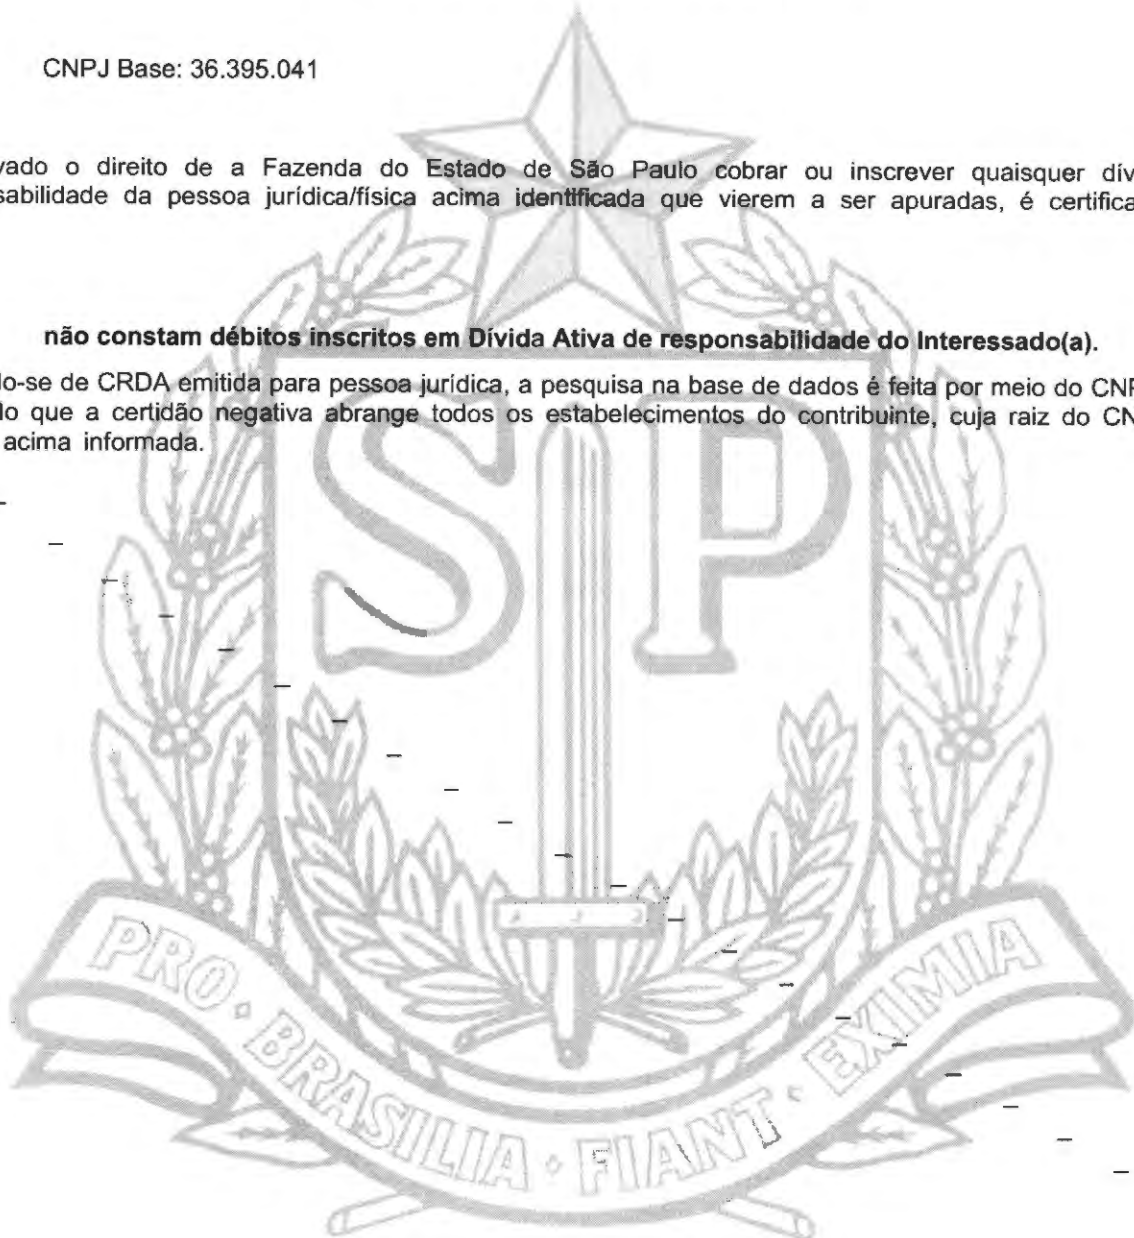 CNPJ Base: 36.395.041
vado o direito de a Fazenda do Estado de São Paulo cobrar ou inscrever quaisquer dív
sabilidade da pessoa jurídica/física acima identificada que vierem a ser apuradas, é certifica
não constam débitos inscritos em Dívida Ativa de responsabilidade do Interessado(a).
do-se de CRDA emitida para pessoa jurídica, a pesquisa na base de dados é feita por meio do CNP
do que a certidão negativa abrange todos os estabelecimentos do contribuinte, cuja raiz do CN
acima informada.
SP
PRO • BRASILIA • FIANT • EXIMIA